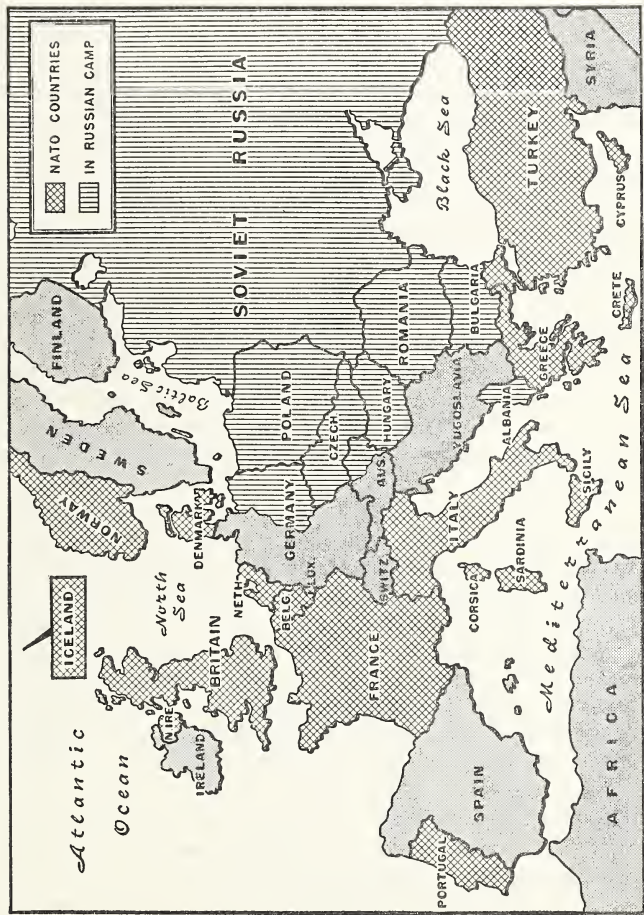 NATO COUNTRIES
IN RUSSIAN CAMP
ICELAND
Atlantic
Ocean
North
Sea
NORWAY
SWEDEN
FINLAND
Baltic Sea
SOVIET RUSSIA
N. IRE.
IRELAND
BRITAIN
DENMARK
NETH.
BELG.
LUX.
GERMANY
POLAND
CZECH.
AUS.
HUNGARY
ROMANIA
FRANCE
SWITZ.
YUGOSLAVIA
BULGARIA
Black Sea
PORTUGAL
SPAIN
CORSICA
SARDINIA
ITALY
SICILY
ALBANIA
GREECE
TURKEY
SYRIA
CRETE
CYPRUS
Mediterranean Sea
AFRICA